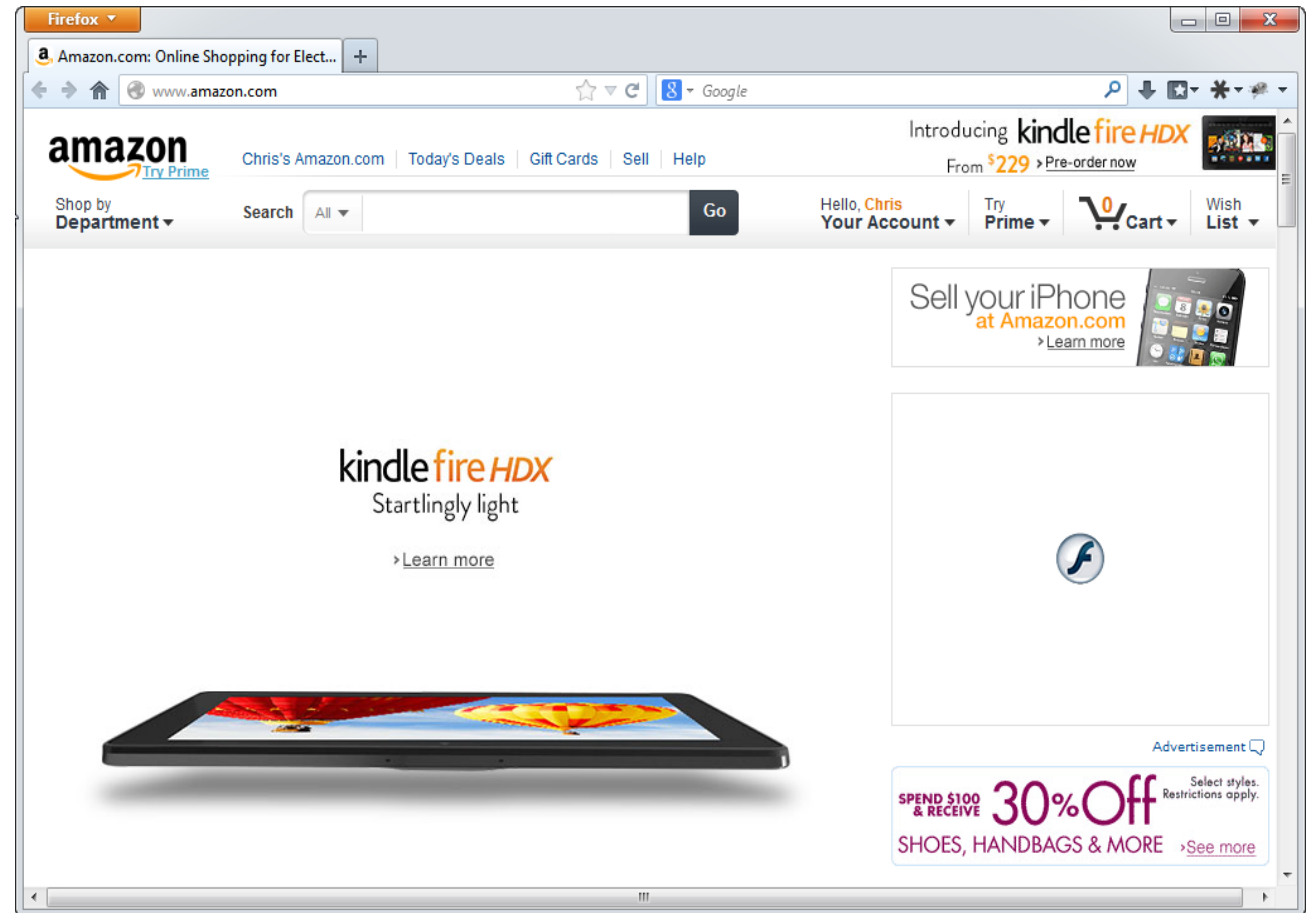 Firefox
Amazon.com: Online Shopping for Elect...
www.amazon.com
Google
amazon
Try Prime
Chris's Amazon.com Today's Deals Gift Cards Sell Help
Introducing kindle fire HDX
From $229 › Pre-order now
Shop by
Department
Search All Go
Hello, Chris
Your Account
Try
Prime
0
Cart
Wish
List
Sell your iPhone
at Amazon.com
› Learn more
kindle fire HDX
Startlingly light
› Learn more
Advertisement
SPEND $100
& RECEIVE
30% Off
Select styles.
Restrictions apply.
SHOES, HANDBAGS & MORE › See more